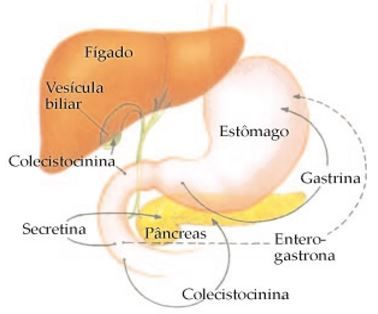 Fígado
Vesícula
biliar
Estômago
Colecistocinina
Gastrina
Secretina
Pâncreas
Entero-
gastrona
Colecistocinina